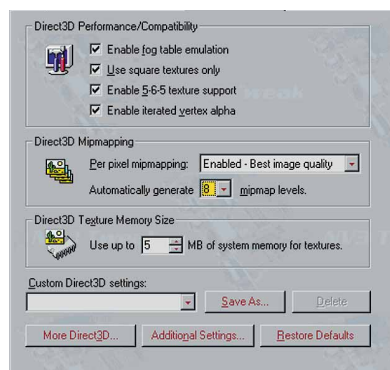 Direct3D Performance/Compatibility
Enable fog table emulation
Use square textures only
Enable 5-6-5 texture support
Enable iterated vertex alpha
Direct3D Mipmapping
Per pixel mipmapping: Enabled - Best image quality
Automatically generate 8 mipmap levels.
Direct3D Texture Memory Size
Use up to 5 MB of system memory for textures.
Custom Direct3D settings:
Save As... Delete
More Direct3D... Additional Settings... Restore Defaults